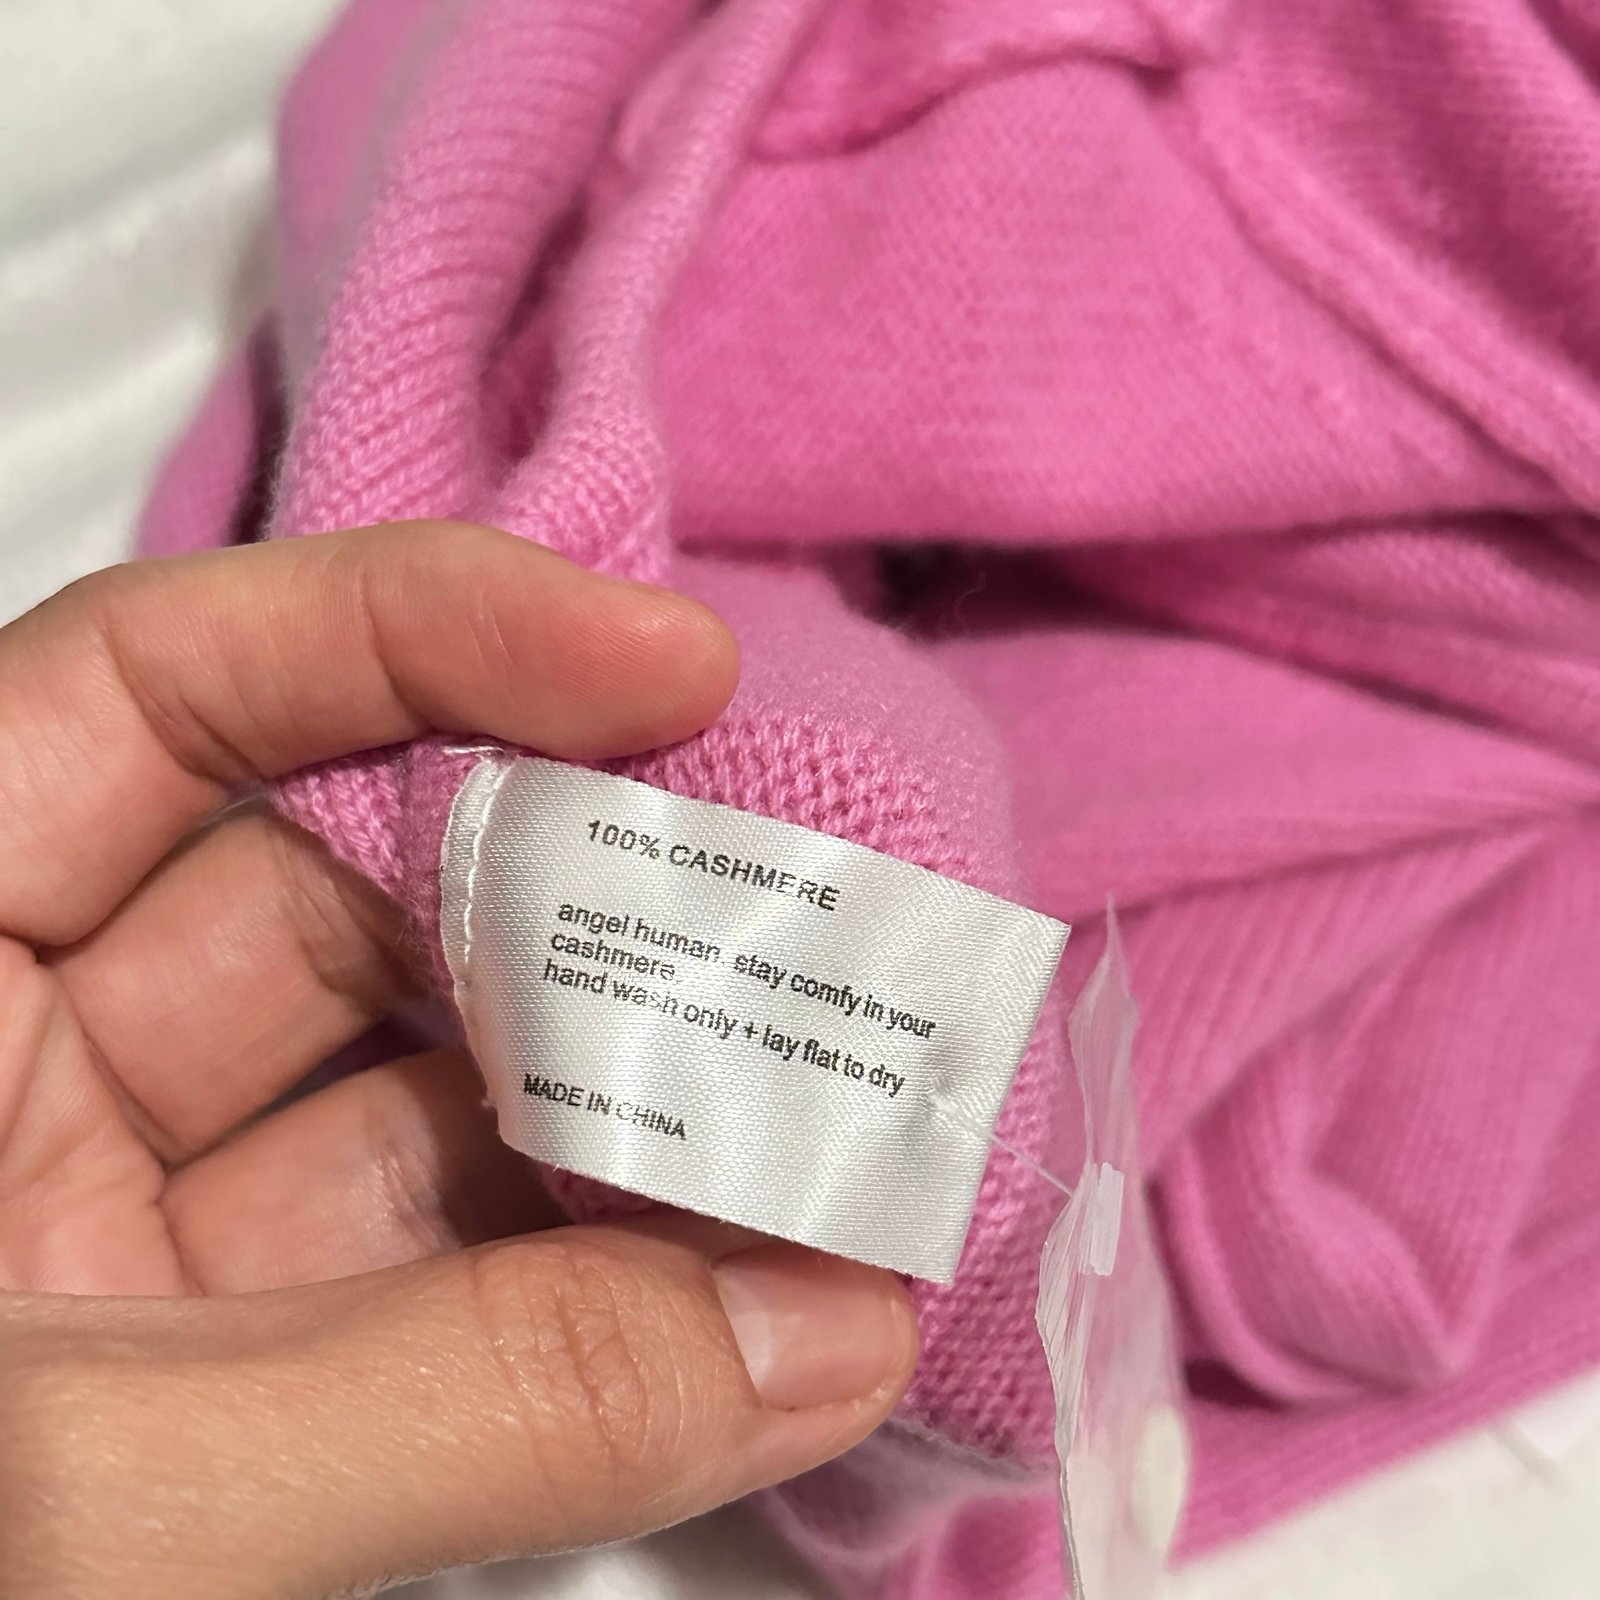 100% CASHMERE
angel human stay comfy in your
cashmere
hand wash only + lay flat to dry
MADE IN CHINA